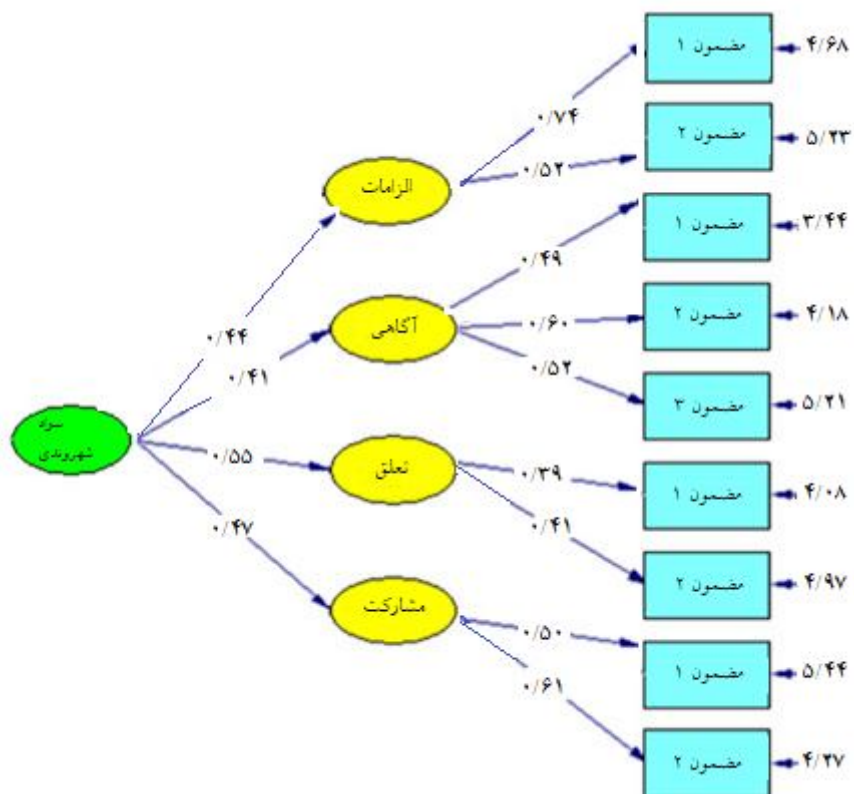 مضمون ۱
۴/۶۸
۰/۷۴
مضمون ۲
۵/۲۳
۰/۵۲
الزامات
مضمون ۱
۳/۴۴
۰/۴۹
مضمون ۲
۴/۱۸
۰/۶۰
آگاهی
۰/۴۴
۰/۵۲
۰/۴۱
مضمون ۳
۵/۲۱
سواد
شهروندی
۰/۵۵
تعلق
۰/۳۹
مضمون ۱
۴/۰۸
۰/۴۱
۰/۴۷
مضمون ۲
۴/۹۷
مشارکت
۰/۵۰
مضمون ۱
۵/۴۴
۰/۶۱
مضمون ۲
۴/۲۷